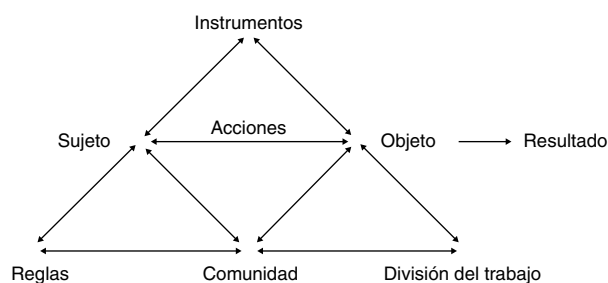 Instrumentos
Acciones
Sujeto
Objeto
Resultado
Reglas
Comunidad
División del trabajo